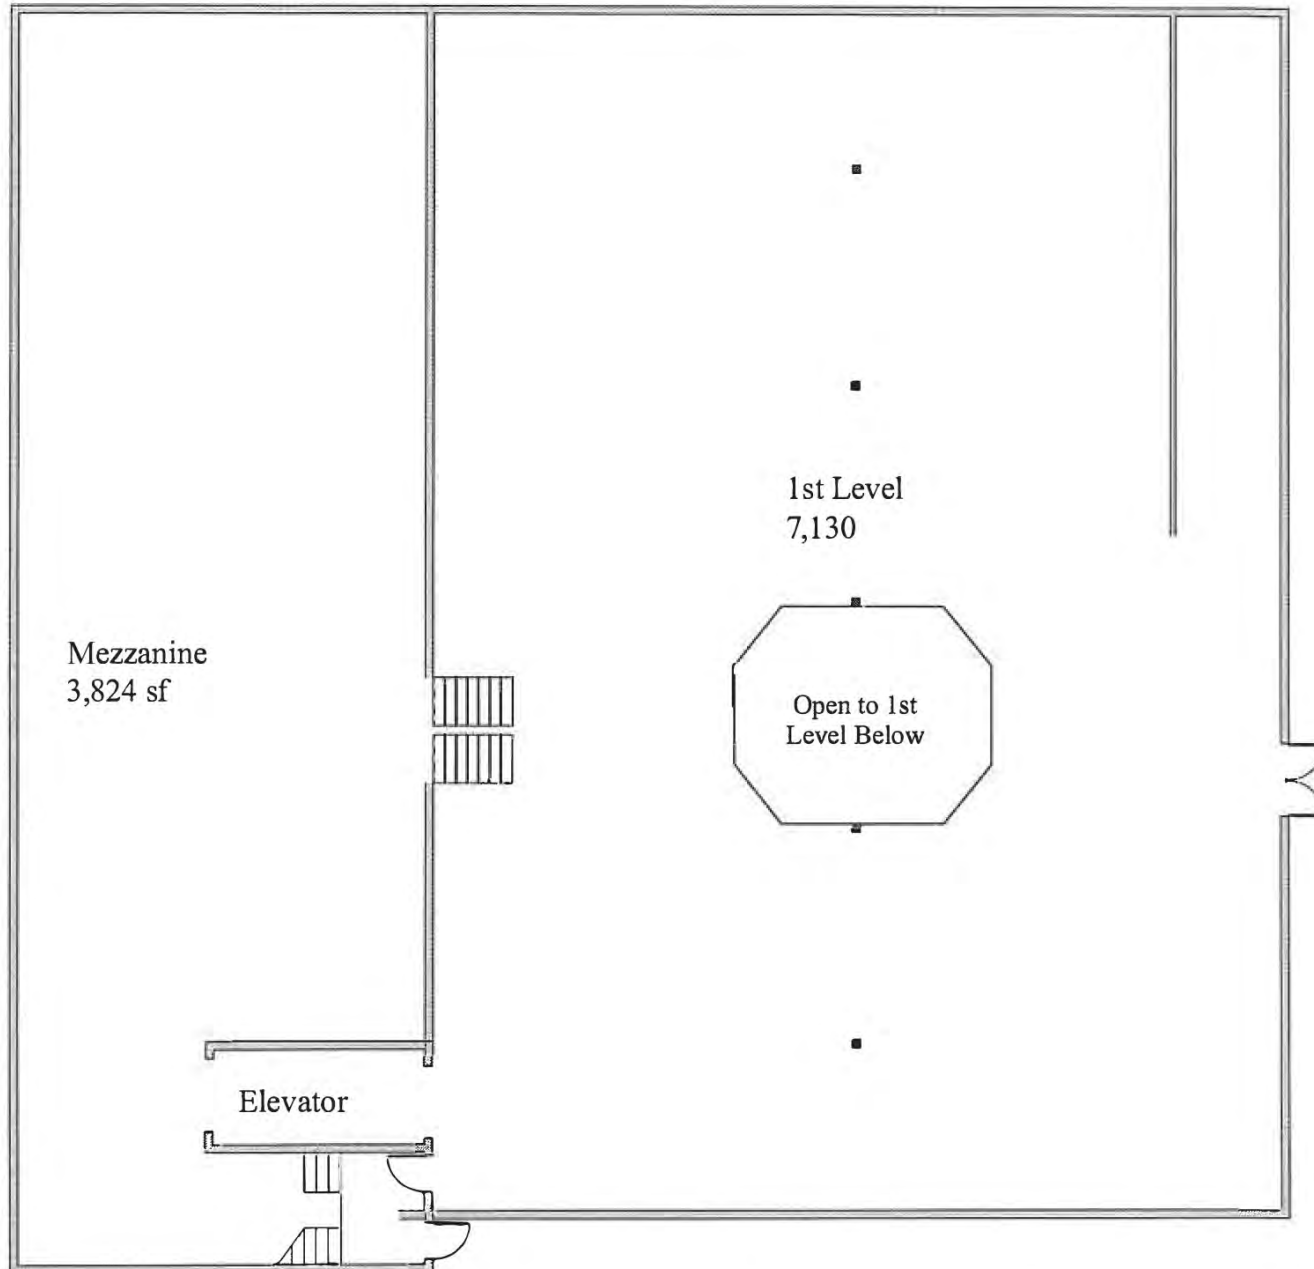 1st Level
7,130
Mezzanine
3,824 sf
Open to 1st
Level Below
Elevator